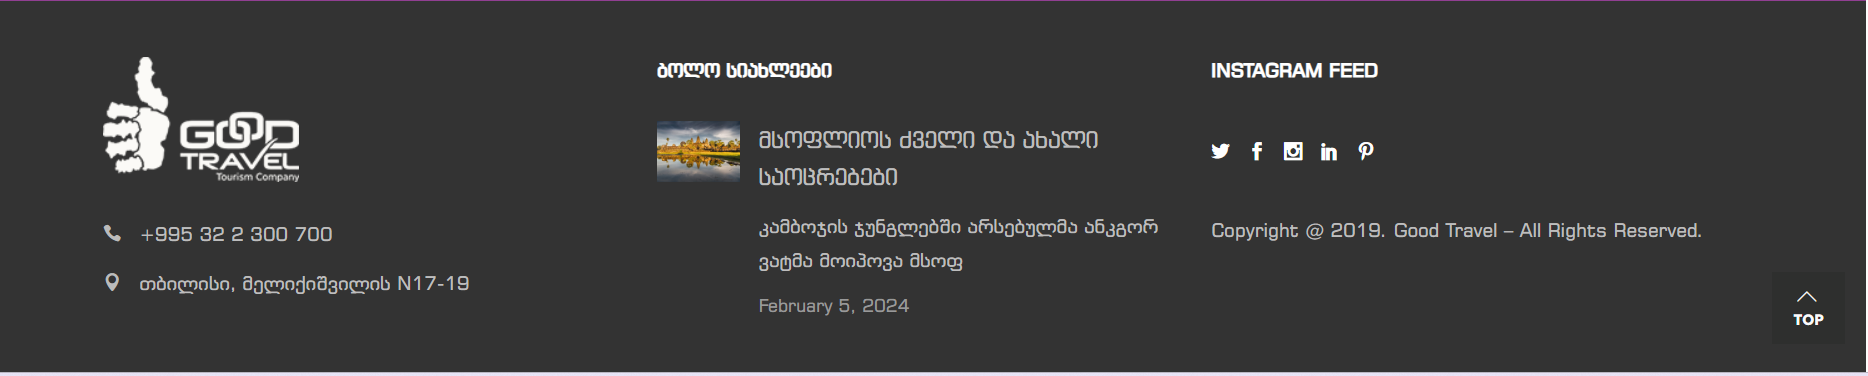 GOOD
TRAVEL
Tourism Company
+995 32 2 300 700
თბილისი, მელიქიშვილის N17-19
ბოლო სიახლეები
მსოფლიოს ძველი და ახალი
საოცრებები
კამბოჯის ჯუნგლებში არსებულმა ანკგორ
ვატმა მოიპოვა მსოფ
February 5, 2024
INSTAGRAM FEED
Copyright @ 2019. Good Travel – All Rights Reserved.
TOP